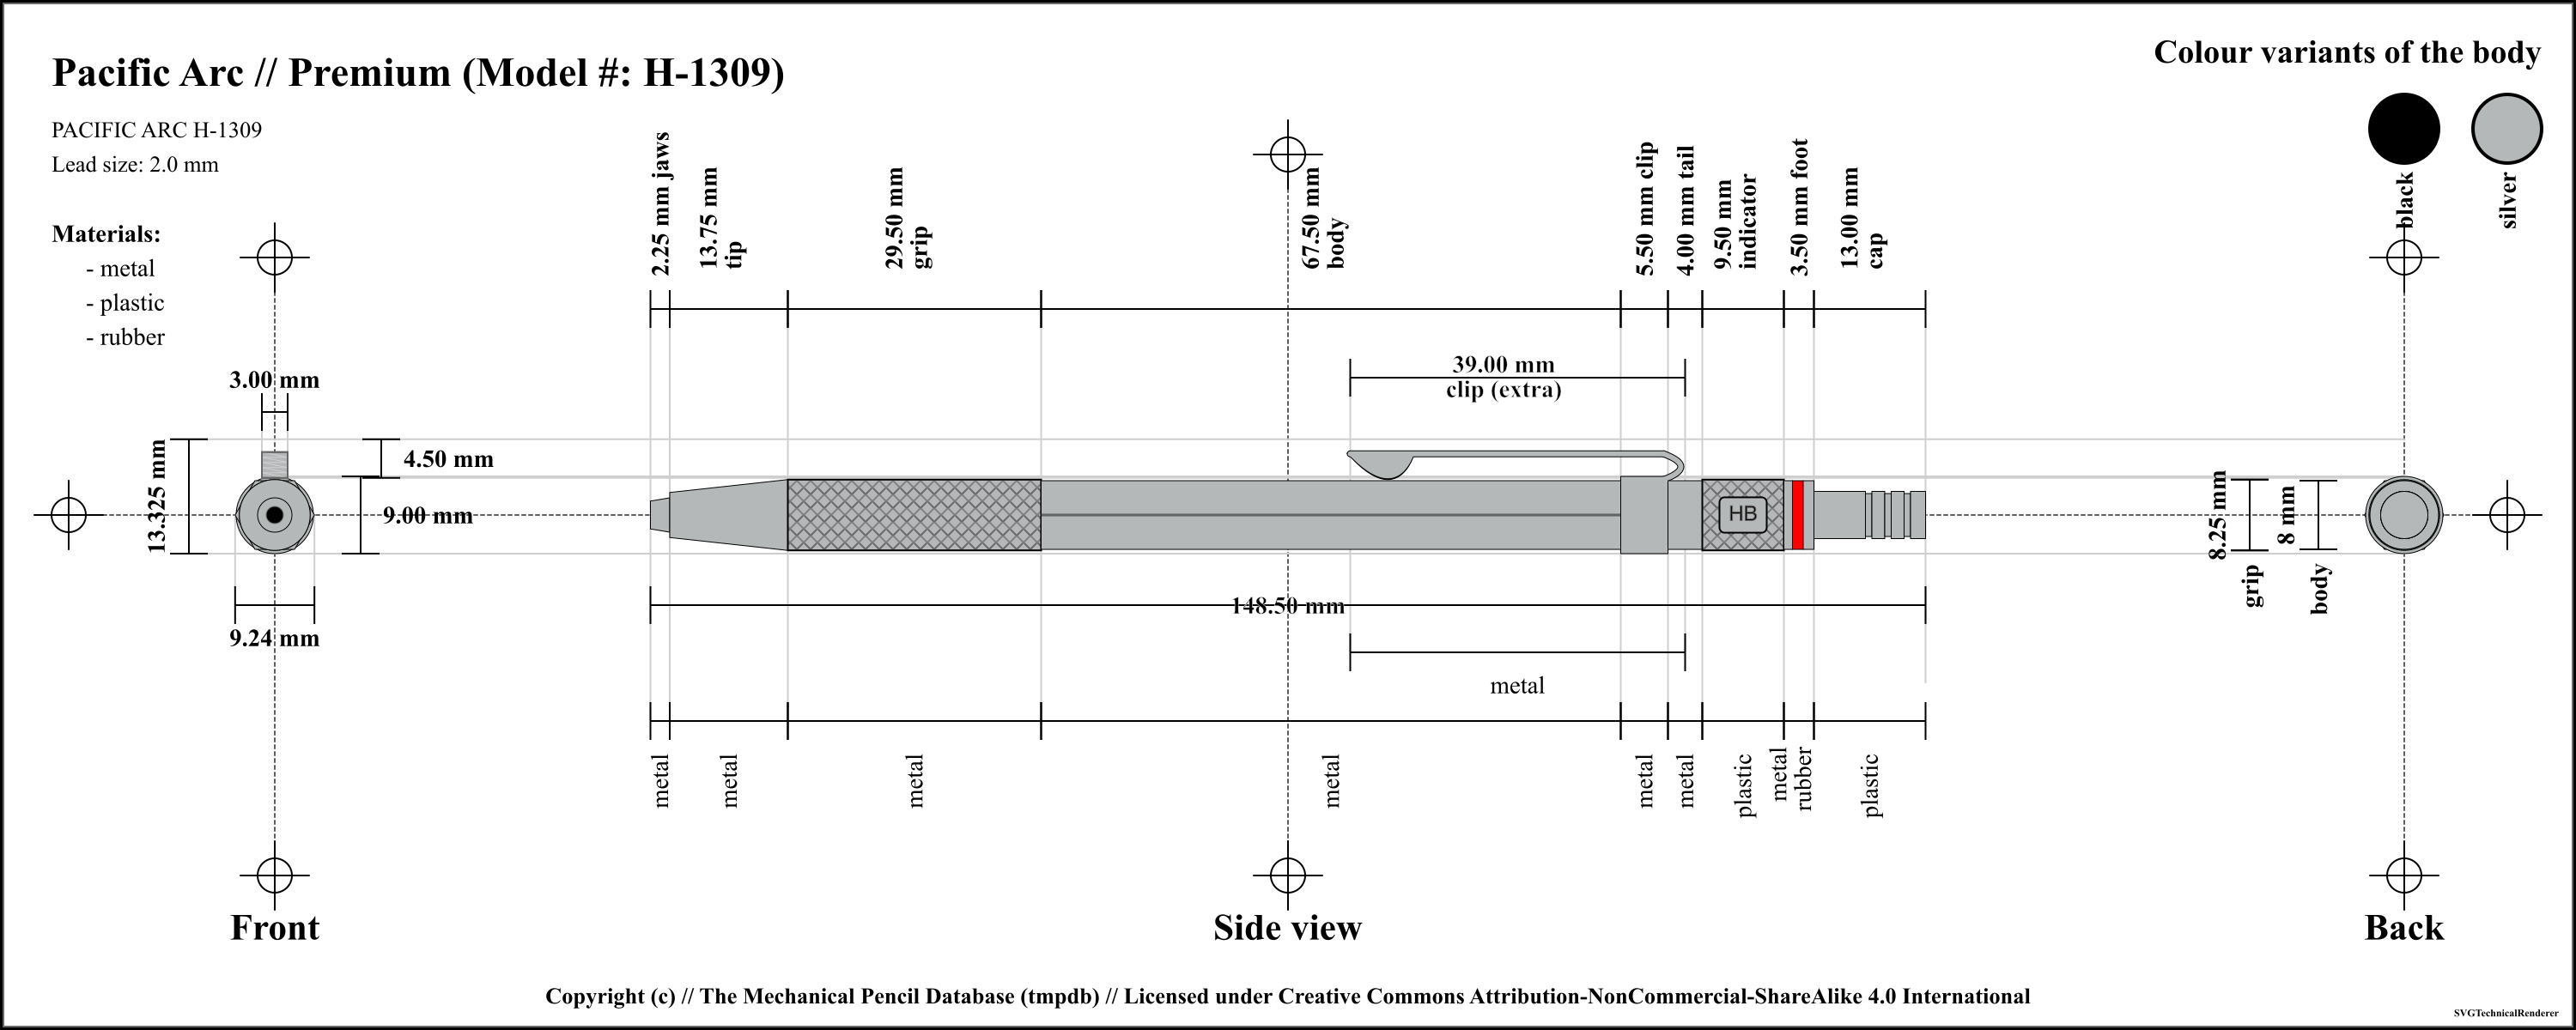 Pacific Arc // Premium (Model #: H-1309)
Colour variants of the body
PACIFIC ARC H-1309
Lead size: 2.0 mm
black
silver
Materials:
- metal
- plastic
- rubber
2.25 mm jaws
13.75 mm
tip
29.50 mm
grip
67.50 mm
body
5.50 mm clip
4.00 mm tail
9.50 mm
indicator
3.50 mm foot
13.00 mm
cap
39.00 mm
clip (extra)
3.00 mm
13.325 mm
4.50 mm
9.00 mm
9.24 mm
HB
8.25 mm
grip
8 mm
body
148.50 mm
metal
metal
metal
metal
metal
metal
metal
plastic
metal
rubber
plastic
Front
Side view
Back
Copyright (c) // The Mechanical Pencil Database (tmpdb) // Licensed under Creative Commons Attribution-NonCommercial-ShareAlike 4.0 International
SVGTechnicalRenderer